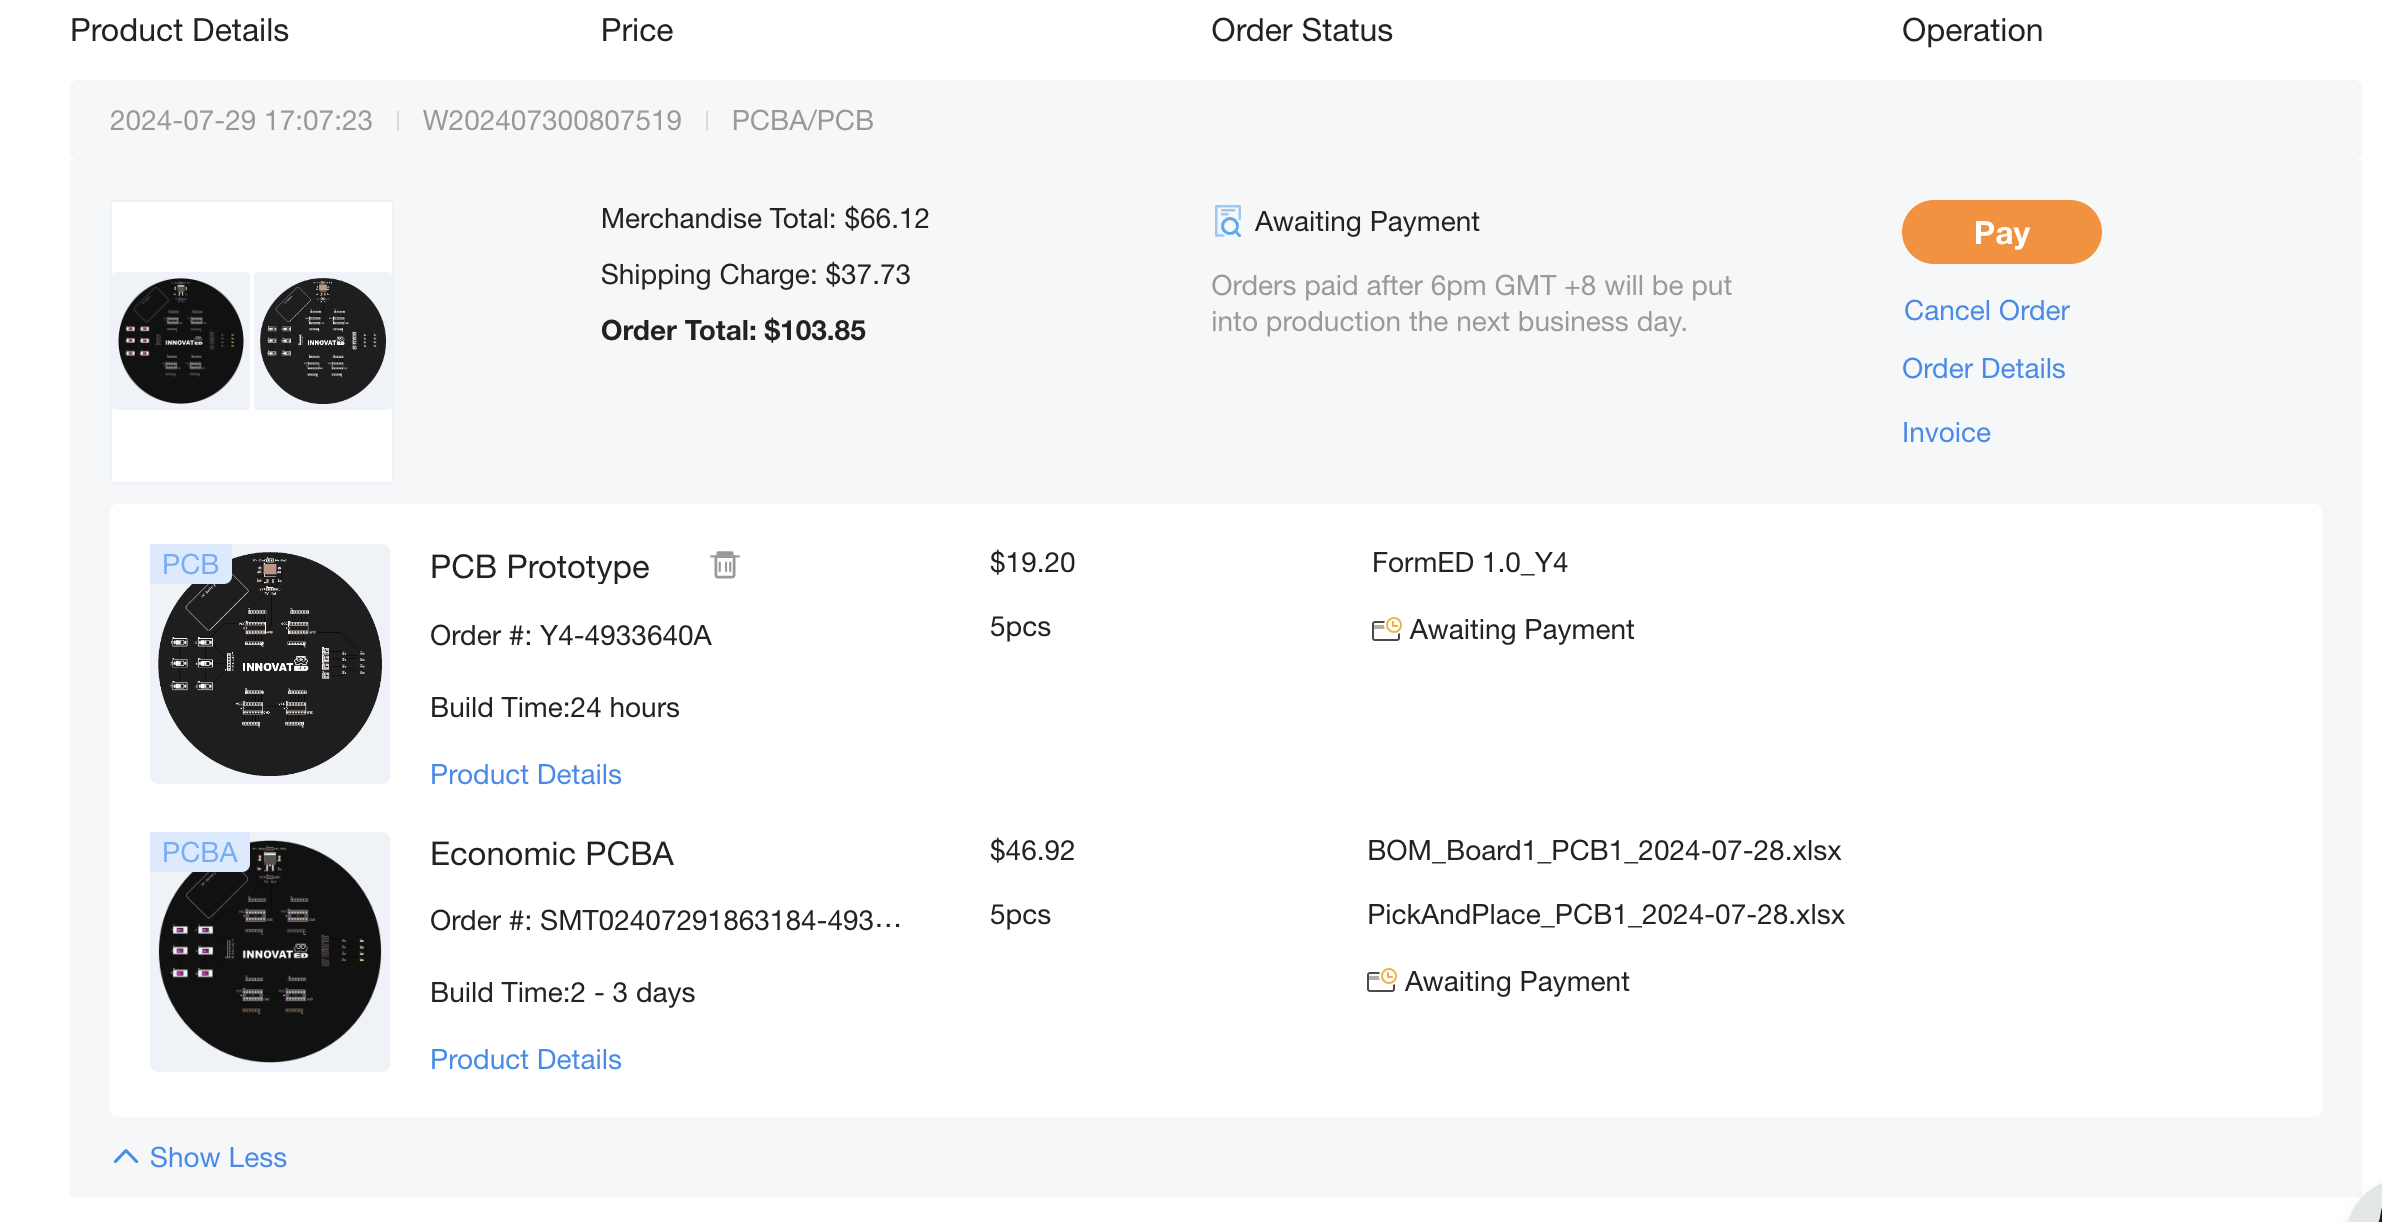 Product Details
Price
Order Status
Operation
2024-07-29 17:07:23
W202407300807519
PCBA/PCB
INNOVATED
INNOVATED
Merchandise Total: $66.12
Shipping Charge: $37.73
Order Total: $103.85
Awaiting Payment
Orders paid after 6pm GMT +8 will be put
into production the next business day.
Pay
Cancel Order
Order Details
Invoice
PCB
INNOVATED
PCB Prototype
Order #: Y4-4933640A
Build Time:24 hours
Product Details
$19.20
5pcs
FormED 1.0_Y4
Awaiting Payment
PCBA
INNOVATED
Economic PCBA
Order #: SMT02407291863184-493...
Build Time:2 - 3 days
Product Details
$46.92
5pcs
BOM_Board1_PCB1_2024-07-28.xlsx
PickAndPlace_PCB1_2024-07-28.xlsx
Awaiting Payment
Show Less